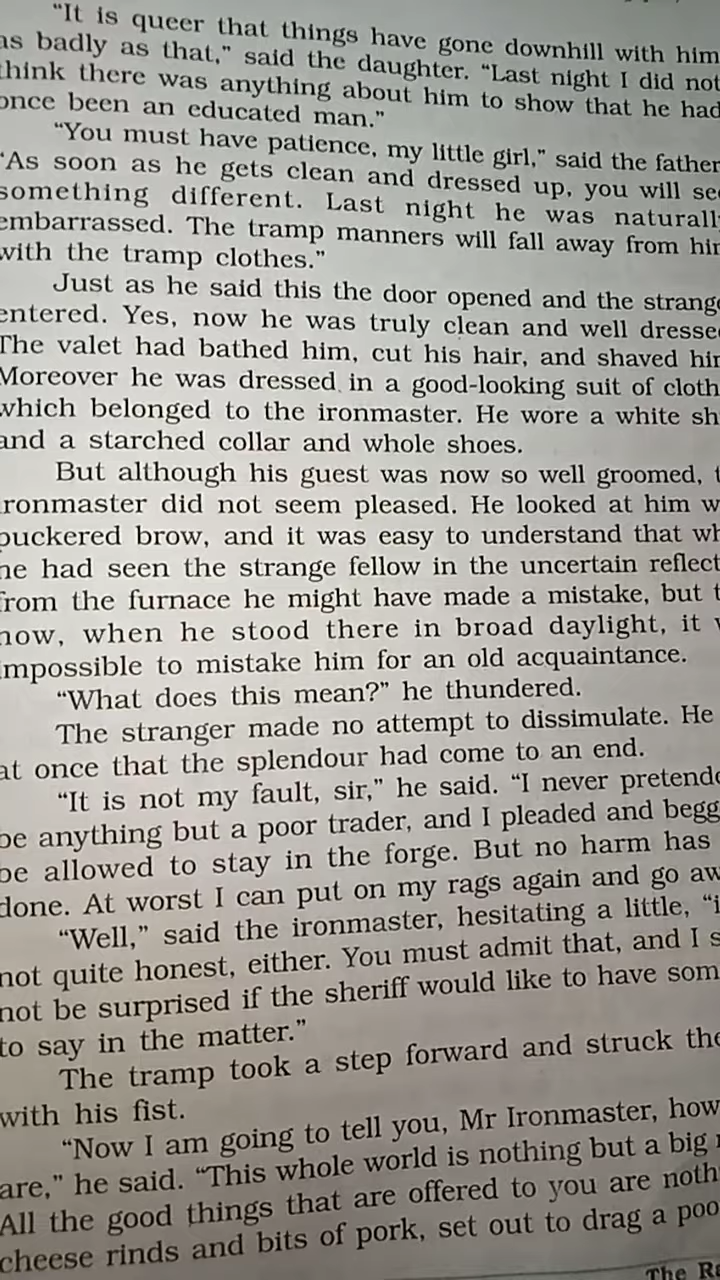 "It is queer that things have gone downhill with him
as badly as that," said the daughter. "Last night I did not
think there was anything about him to show that he had
once been an educated man."
"You must have patience, my little girl," said the father
"As soon as he gets clean and dressed up, you will see
something different. Last night he was naturally
embarrassed. The tramp manners will fall away from him
with the tramp clothes."
Just as he said this the door opened and the strange
entered. Yes, now he was truly clean and well dresse
The valet had bathed him, cut his hair, and shaved him
Moreover he was dressed in a good-looking suit of cloth
which belonged to the ironmaster. He wore a white sh
and a starched collar and whole shoes.
But although his guest was now so well groomed, t
ronmaster did not seem pleased. He looked at him w
puckered brow, and it was easy to understand that wh
he had seen the strange fellow in the uncertain reflect
from the furnace he might have made a mistake, but t
now, when he stood there in broad daylight, it w
impossible to mistake him for an old acquaintance.
"What does this mean?" he thundered.
The stranger made no attempt to dissimulate. He
at once that the splendour had come to an end.
"It is not my fault, sir," he said. "I never pretende
be anything but a poor trader, and I pleaded and begg
be allowed to stay in the forge. But no harm has
done. At worst I can put on my rags again and go aw
"Well," said the ironmaster, hesitating a little, "i
not quite honest, either. You must admit that, and I s
not be surprised if the sheriff would like to have som
to say in the matter."
The tramp took a step forward and struck the
with his fist.
"Now I am going to tell you, Mr Ironmaster, how
are," he said. "This whole world is nothing but a big r
All the good things that are offered to you are noth
cheese rinds and bits of pork, set out to drag a poo
The Ra